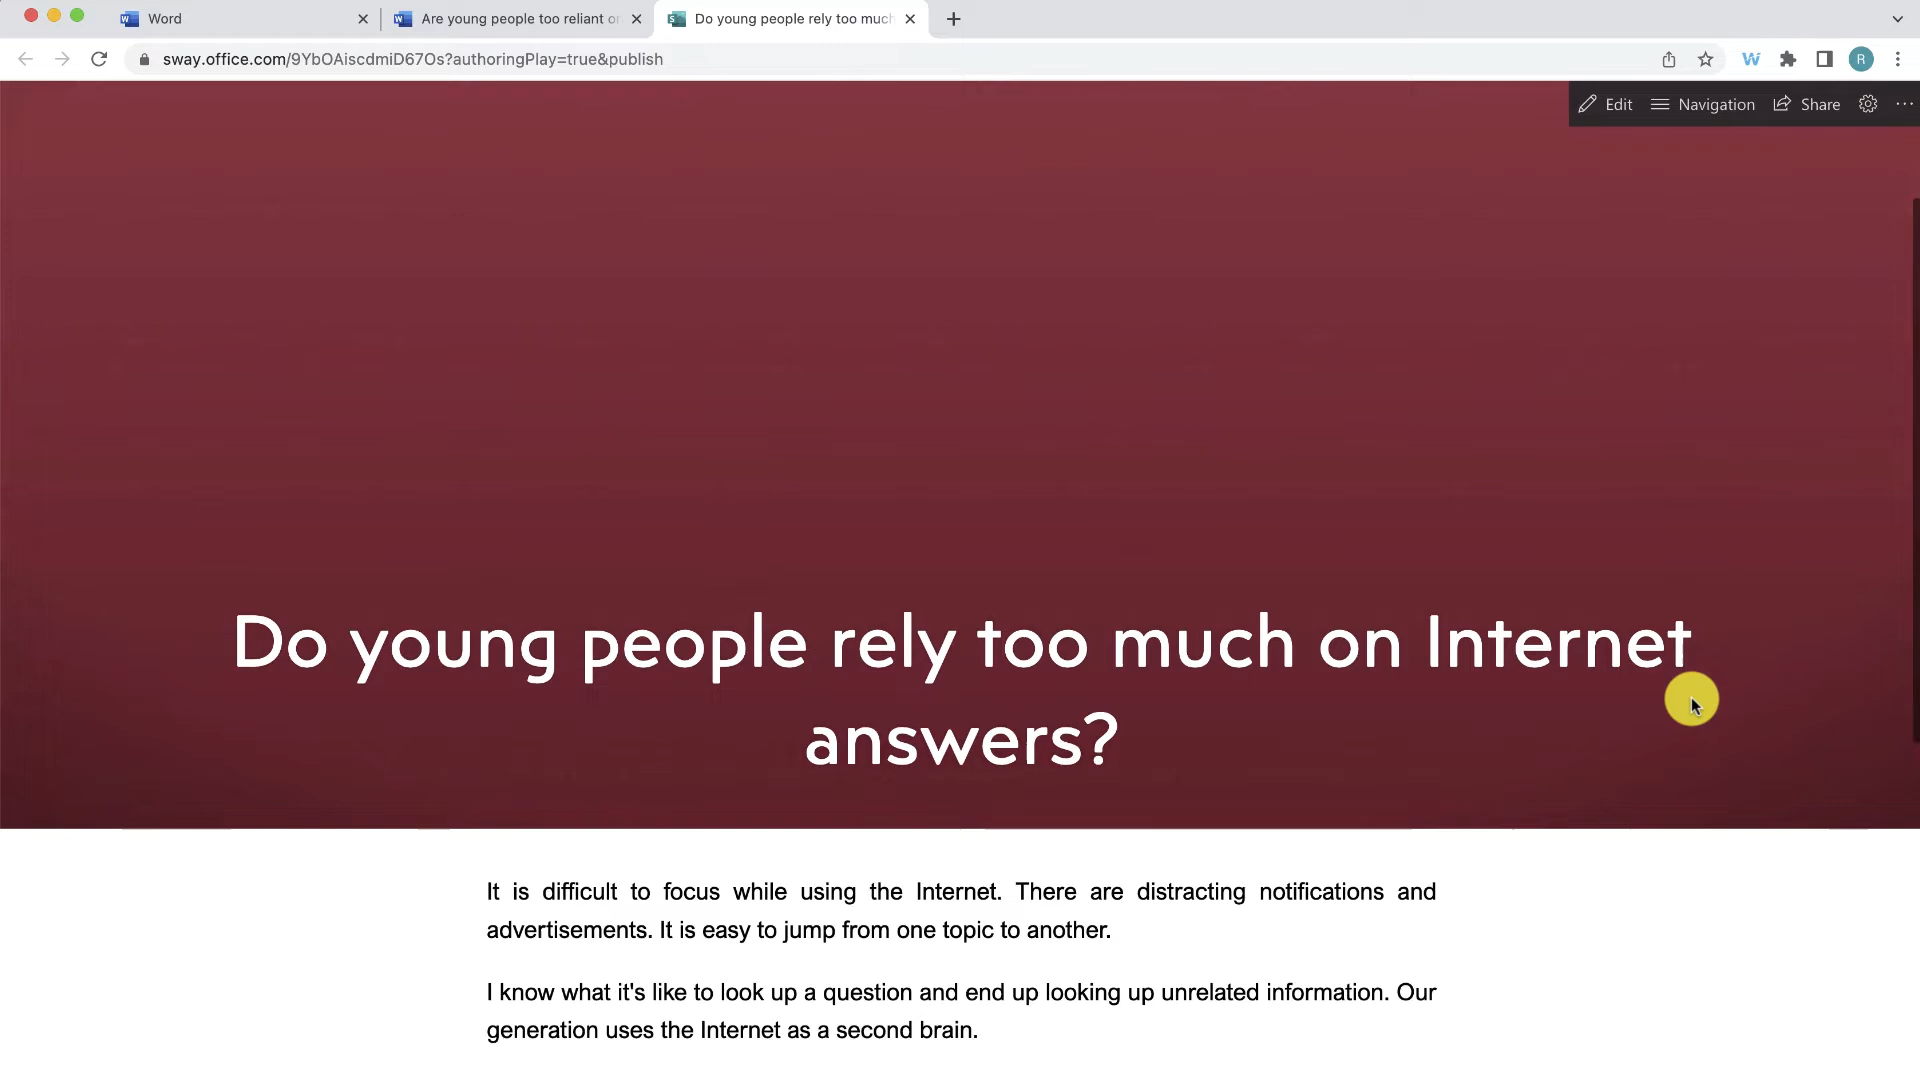 Word
Are young people too reliant
Do young people rely too much
sway.office.com/9YbOAiscdmiD67Os?authoringPlay=true&publish
W
R
Edit
Navigation
Share
Do young people rely too much on Internet
answers?
It is difficult to focus while using the Internet. There are distracting notifications and
advertisements. It is easy to jump from one topic to another.
I know what it's like to look up a question and end up looking up unrelated information. Our
generation uses the Internet as a second brain.